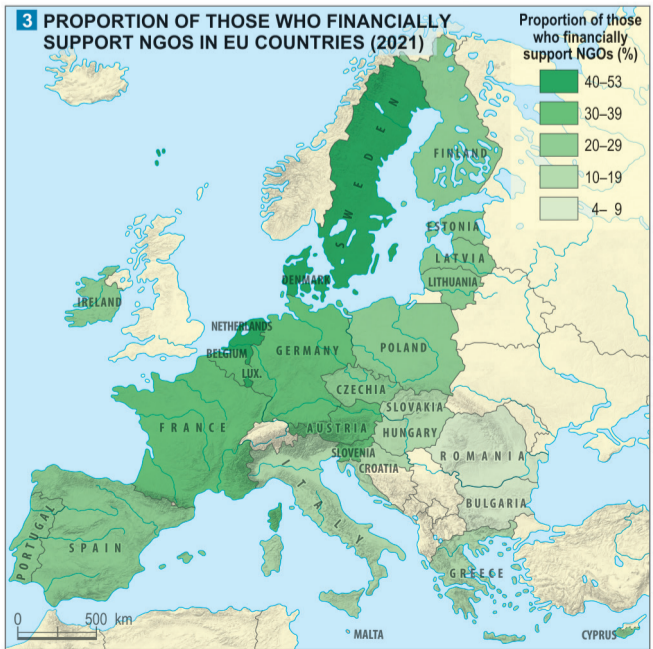 3 PROPORTION OF THOSE WHO FINANCIALLY
SUPPORT NGOS IN EU COUNTRIES (2021)
Proportion of those
who financially
support NGOs (%)
40–53
30–39
20–29
10–19
4– 9
SWEDEN
FINLAND
ESTONIA
LATVIA
LITHUANIA
DENMARK
IRELAND
NETHERLANDS
BELGIUM
LUX.
GERMANY
POLAND
CZECHIA
SLOVAKIA
FRANCE
AUSTRIA
HUNGARY
SLOVENIA
CROATIA
ROMANIA
BULGARIA
ITALY
PORTUGAL
SPAIN
GREECE
MALTA
CYPRUS
0 500 km